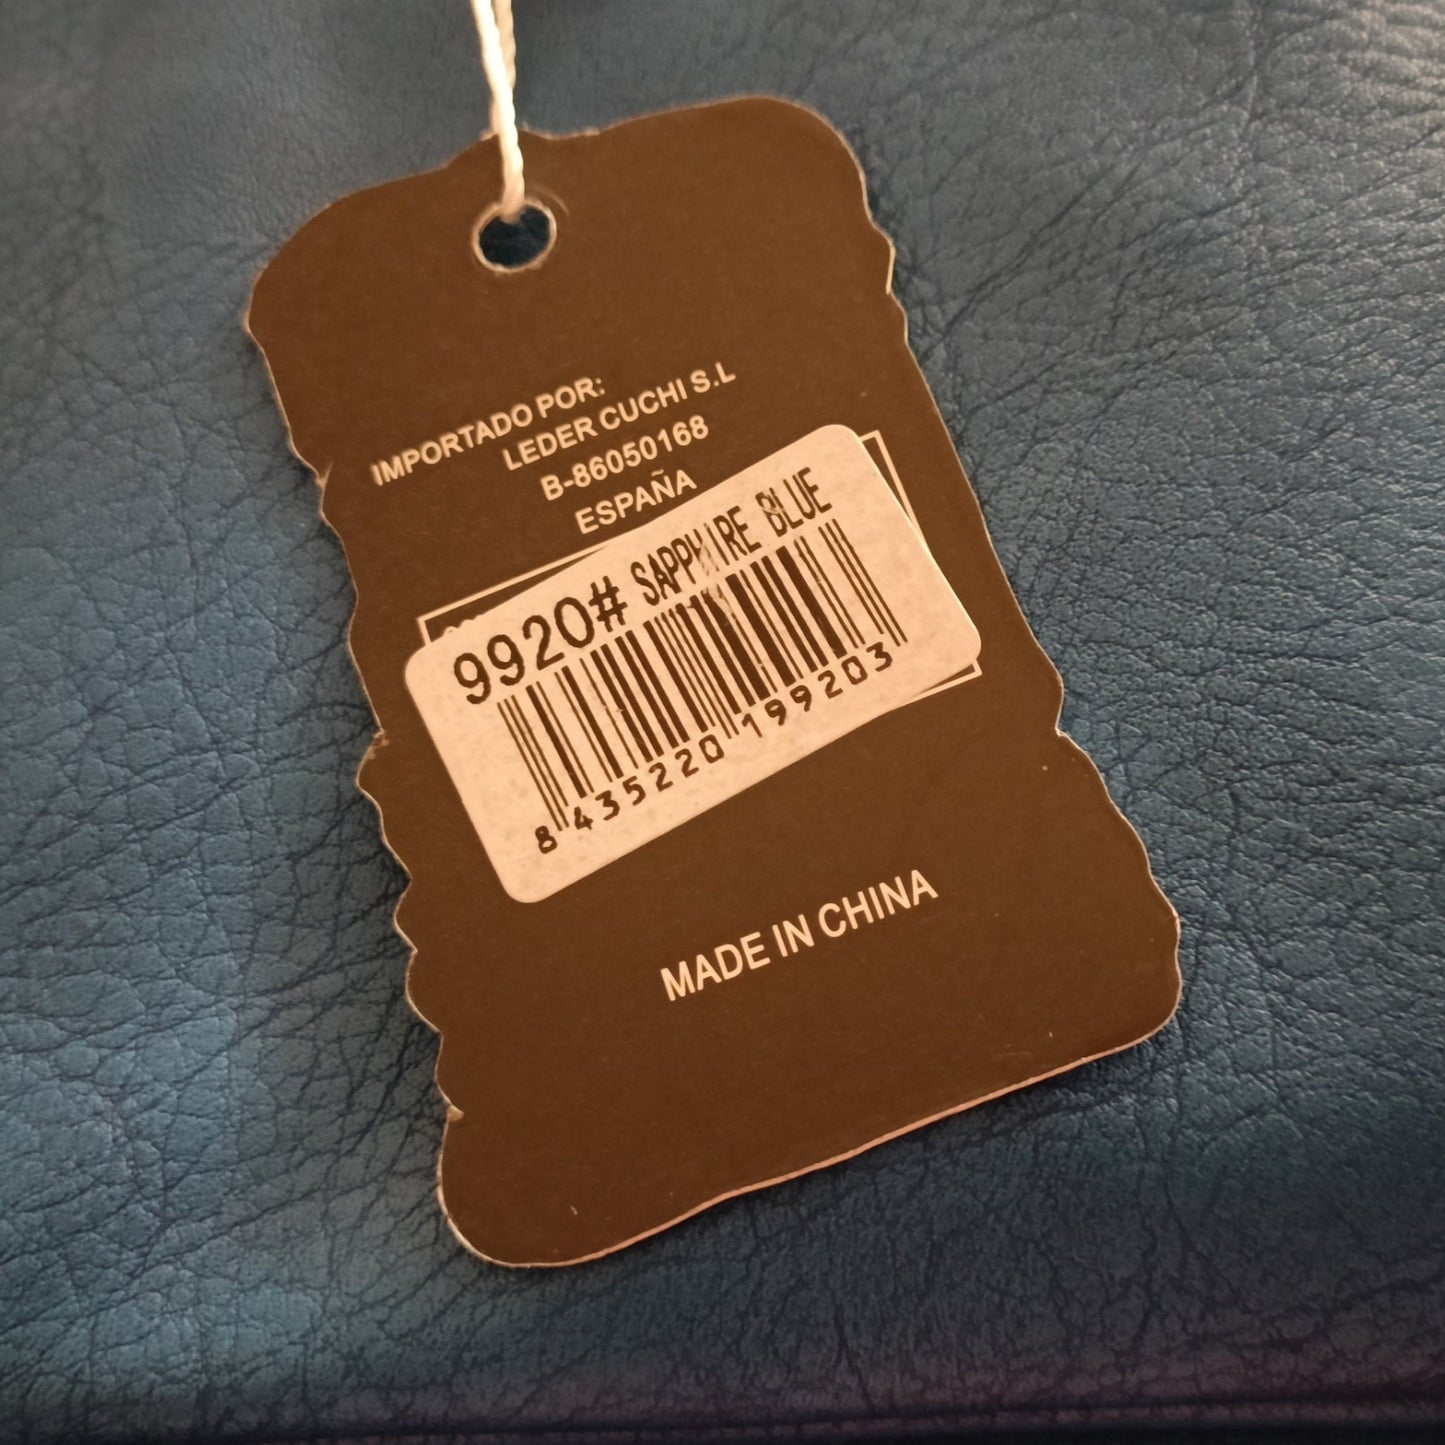 IMPORTADO POR:
LEDER CUCHI S.L
B-86050168
ESPAÑA
9920# SAPPHIRE BLUE
8 435220 199203
MADE IN CHINA